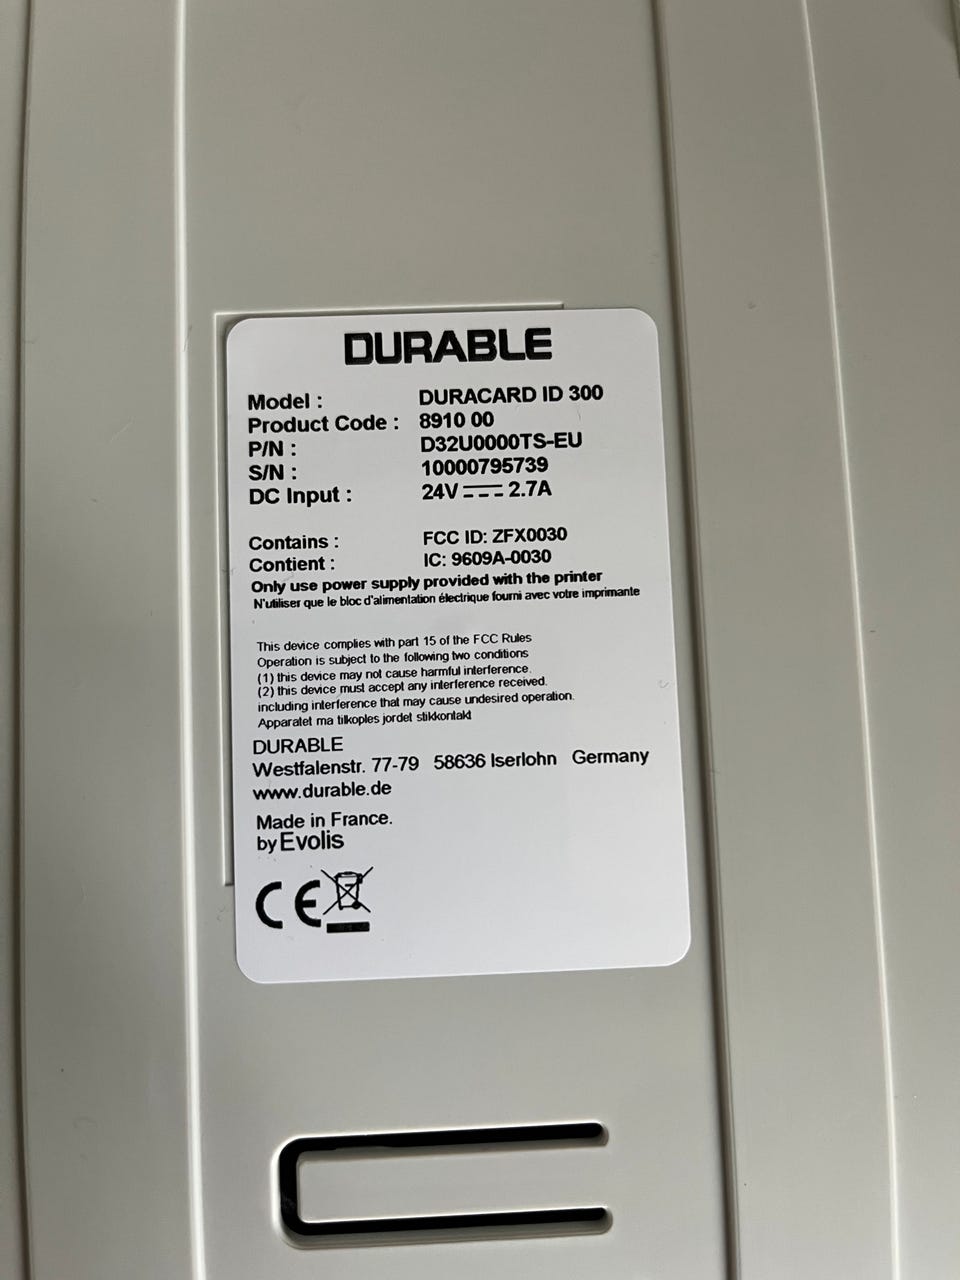 DURABLE
Model : DURACARD ID 300
Product Code : 8910 00
P/N : D32U0000TS-EU
S/N : 10000795739
DC Input : 24V 2.7A
Contains : FCC ID: ZFX0030
Contient : IC: 9609A-0030
Only use power supply provided with the printer
N'utiliser que le bloc d'alimentation électrique fourni avec votre imprimante
This device complies with part 15 of the FCC Rules
Operation is subject to the following two conditions
(1) this device may not cause harmful interference.
(2) this device must accept any interference received.
including interference that may cause undesired operation.
Apparatet ma tilkoples jordet stikkontakt
DURABLE
Westfalenstr. 77-79 58636 Iserlohn Germany
www.durable.de
Made in France.
by Evolis
CE